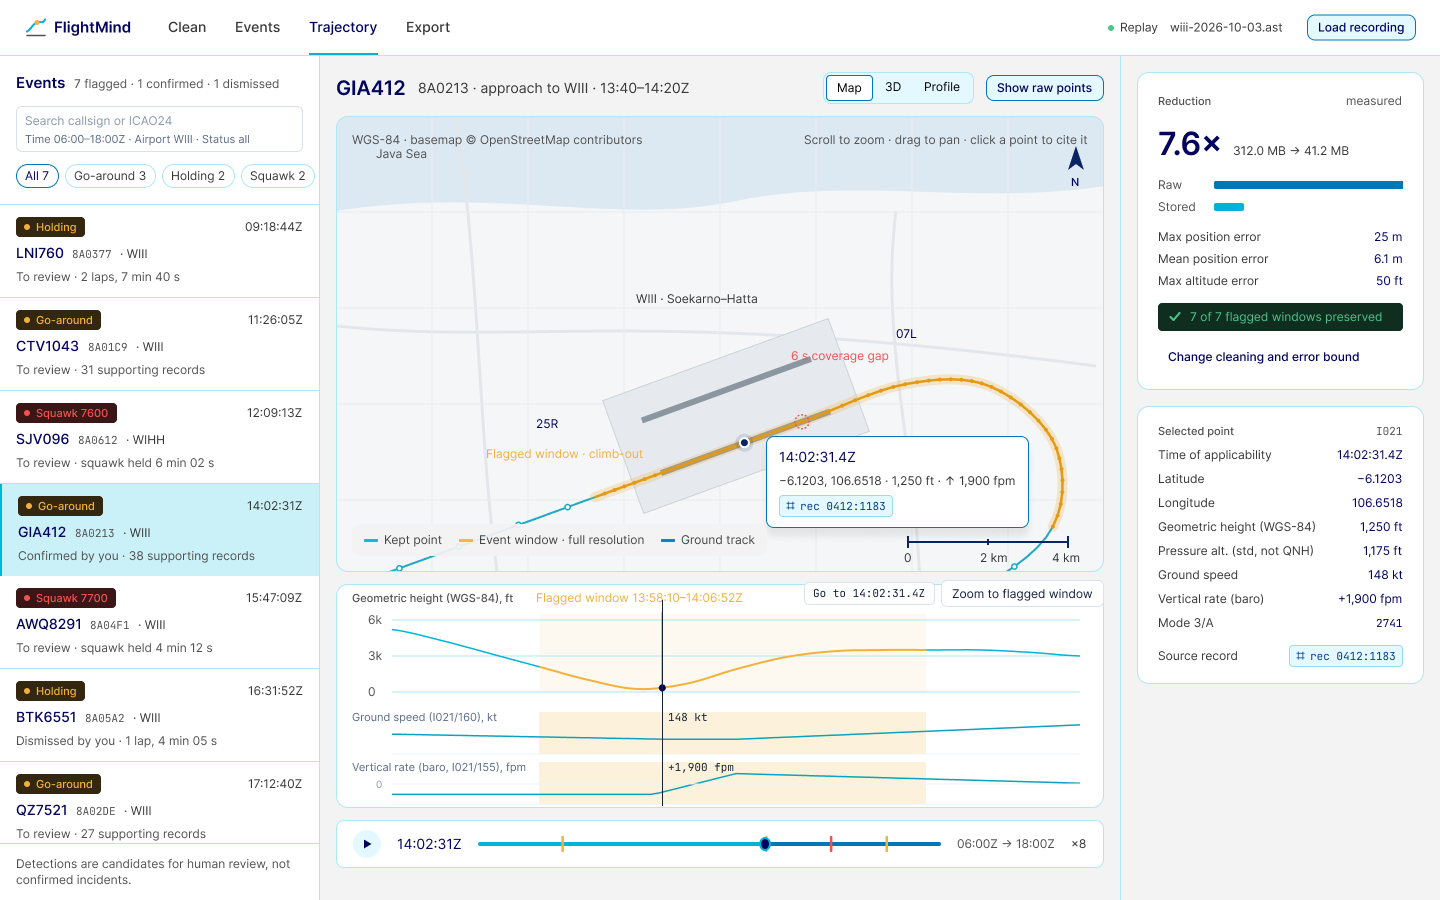 FlightMind
Clean
Events
Trajectory
Export
Replay
wiii-2026-10-03.ast
Load recording
Events
7 flagged · 1 confirmed · 1 dismissed
Search callsign or ICAO24
Time 06:00–18:00Z · Airport WIII · Status all
All 7
Go-around 3
Holding 2
Squawk 2
Holding
09:18:44Z
LNI760 8A0377 · WIII
To review · 2 laps, 7 min 40 s
Go-around
11:26:05Z
CTV1043 8A01C9 · WIII
To review · 31 supporting records
Squawk 7600
12:09:13Z
SJV096 8A0612 · WIHH
To review · squawk held 6 min 02 s
Go-around
14:02:31Z
GIA412 8A0213 · WIII
Confirmed by you · 38 supporting records
Squawk 7700
15:47:09Z
AWQ8291 8A04F1 · WIII
To review · squawk held 4 min 12 s
Holding
16:31:52Z
BTK6551 8A05A2 · WIII
Dismissed by you · 1 lap, 4 min 05 s
Go-around
17:12:40Z
QZ7521 8A02DE · WIII
To review · 27 supporting records
Detections are candidates for human review, not
confirmed incidents.
GIA412 8A0213 · approach to WIII · 13:40–14:20Z
Map
3D
Profile
Show raw points
WGS-84 · basemap © OpenStreetMap contributors
Scroll to zoom · drag to pan · click a point to cite it
Java Sea
N
WIII · Soekarno–Hatta
07L
6 s coverage gap
25R
Flagged window · climb-out
14:02:31.4Z
−6.1203, 106.6518 · 1,250 ft · ↑ 1,900 fpm
rec 0412:1183
Kept point
Event window · full resolution
Ground track
0
2 km
4 km
Geometric height (WGS-84), ft
Flagged window 13:58:10–14:06:52Z
Go to 14:02:31.4Z
Zoom to flagged window
6k
3k
0
Ground speed (I021/160), kt
148 kt
Vertical rate (baro, I021/155), fpm
+1,900 fpm
0
14:02:31Z
06:00Z → 18:00Z
×8
Reduction
measured
7.6×
312.0 MB → 41.2 MB
Raw
Stored
Max position error
25 m
Mean position error
6.1 m
Max altitude error
50 ft
7 of 7 flagged windows preserved
Change cleaning and error bound
Selected point
I021
Time of applicability
14:02:31.4Z
Latitude
−6.1203
Longitude
106.6518
Geometric height (WGS-84)
1,250 ft
Pressure alt. (std, not QNH)
1,175 ft
Ground speed
148 kt
Vertical rate (baro)
+1,900 fpm
Mode 3/A
2741
Source record
rec 0412:1183